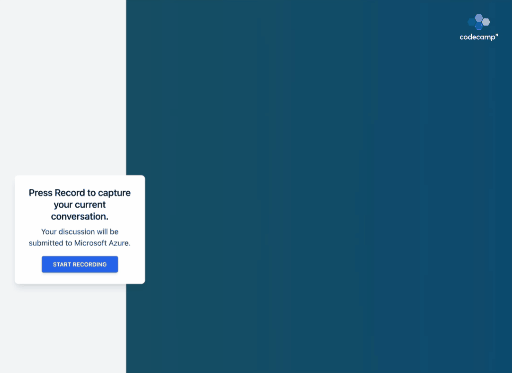 codecamp
Press Record to capture
your current
conversation.
Your discussion will be
submitted to Microsoft Azure.
START RECORDING